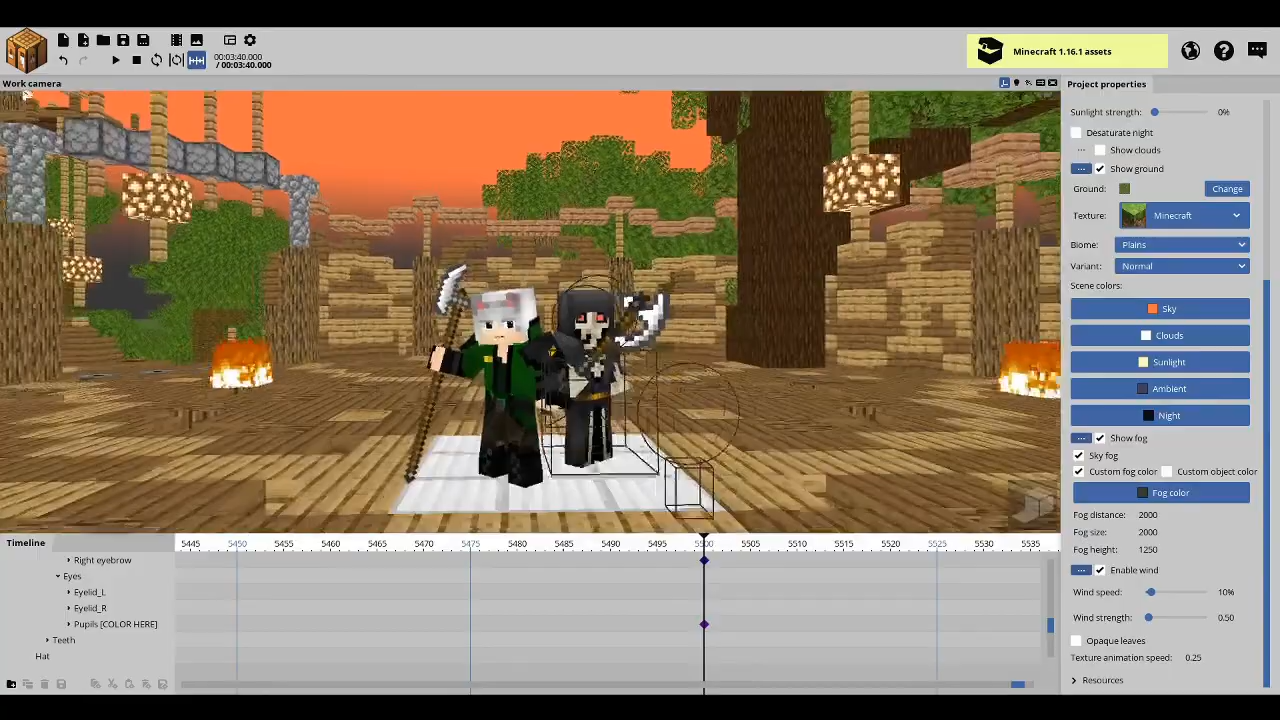 00:03:40.000
/ 00:03:40.000
Minecraft 1.16.1 assets
Work camera
Project properties
Sunlight strength: 0%
Desaturate night
Show clouds
Show ground
Ground: Change
Texture: Minecraft
Biome: Plains
Variant: Normal
Scene colors:
Sky
Clouds
Sunlight
Ambient
Night
Show fog
Sky fog
Custom fog color Custom object color
Fog color
Fog distance: 2000
Fog size: 2000
Fog height: 1250
Enable wind
Wind speed: 10%
Wind strength: 0.50
Opaque leaves
Texture animation speed: 0.25
Resources
Timeline
5445 5450 5455 5460 5465 5470 5475 5480 5485 5490 5495 5500 5505 5510 5515 5520 5525 5530 5535
Right eyebrow
Eyes
Eyelid_L
Eyelid_R
Pupils [COLOR HERE]
Teeth
Hat